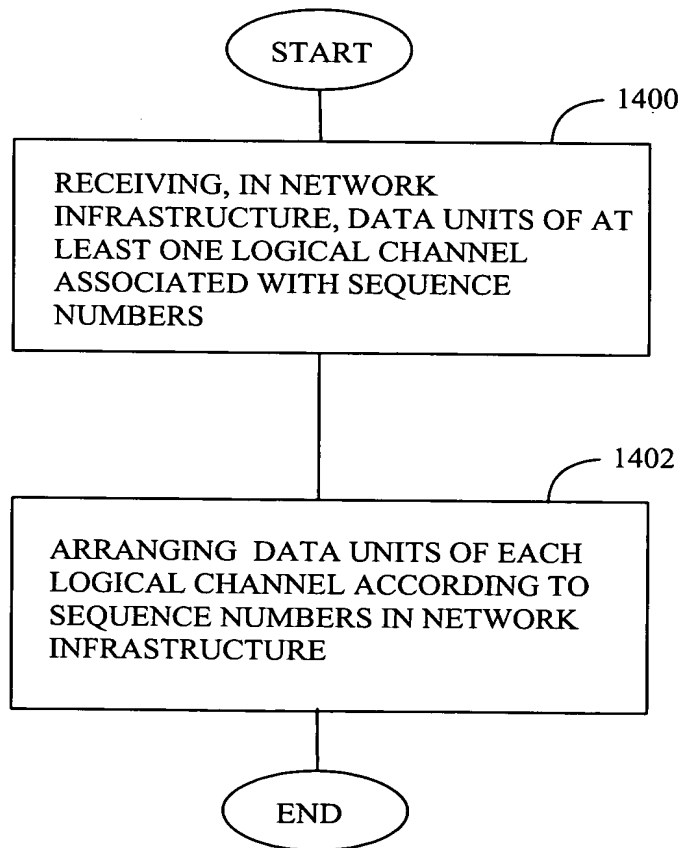 START
1400
RECEIVING, IN NETWORK
INFRASTRUCTURE, DATA UNITS OF AT
LEAST ONE LOGICAL CHANNEL
ASSOCIATED WITH SEQUENCE
NUMBERS
1402
ARRANGING DATA UNITS OF EACH
LOGICAL CHANNEL ACCORDING TO
SEQUENCE NUMBERS IN NETWORK
INFRASTRUCTURE
END